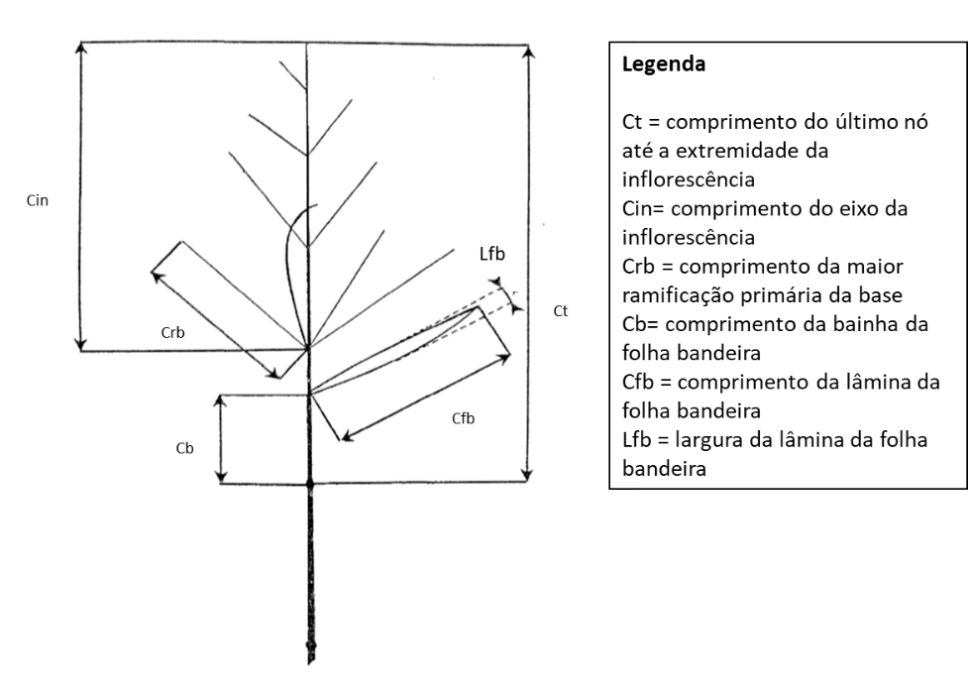 Cin
Crb
Cb
Lfb
Ct
Cfb
Legenda
Ct = comprimento do último nó
até a extremidade da
inflorescência
Cin= comprimento do eixo da
inflorescência
Crb = comprimento da maior
ramificação primária da base
Cb= comprimento da bainha da
folha bandeira
Cfb = comprimento da lâmina da
folha bandeira
Lfb = largura da lâmina da folha
bandeira